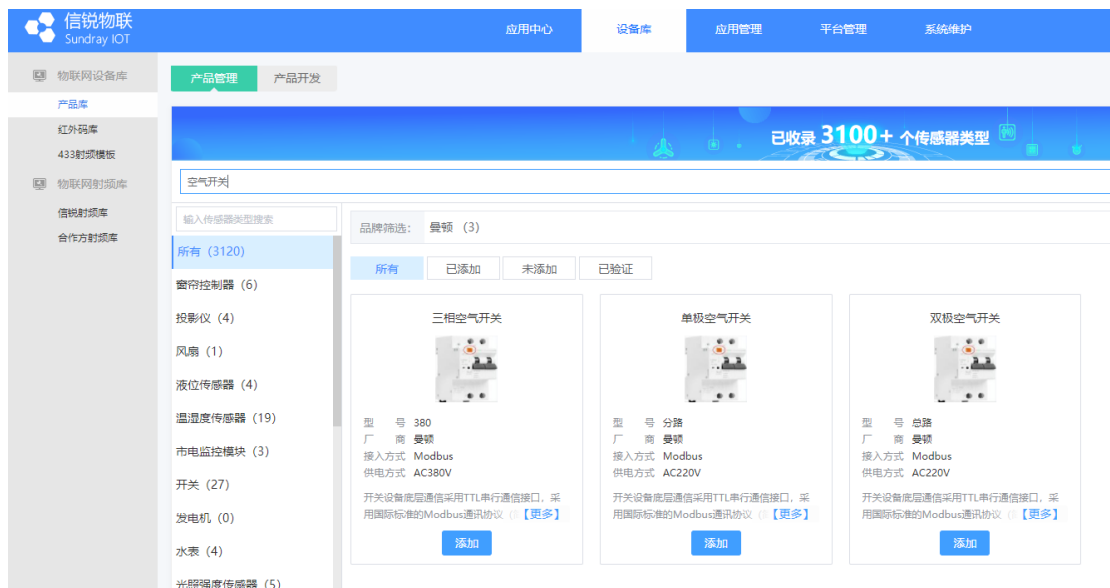 信锐物联
Sundray IOT
应用中心
设备库
应用管理
平台管理
系统维护
物联网设备库
产品库
红外码库
433射频模板
物联网射频库
信锐射频库
合作方射频库
产品管理
产品开发
已收录 3100+ 个传感器类型
空气开关
输入传感器类型搜索
所有 (3120)
窗帘控制器 (6)
投影仪 (4)
风扇 (1)
液位传感器 (4)
温湿度传感器 (19)
市电监控模块 (3)
开关 (27)
发电机 (0)
水表 (4)
光照强度传感器 (5)
品牌筛选: 曼顿 (3)
所有
已添加
未添加
已验证
三相空气开关
型 号 380
厂 商 曼顿
接入方式 Modbus
供电方式 AC380V
开关设备底层通信采用TTL串行通信接口, 采
用国际标准的Modbus通讯协议 【更多】
添加
单极空气开关
型 号 分路
厂 商 曼顿
接入方式 Modbus
供电方式 AC220V
开关设备底层通信采用TTL串行通信接口, 采
用国际标准的Modbus通讯协议 【更多】
添加
双极空气开关
型 号 总路
厂 商 曼顿
接入方式 Modbus
供电方式 AC220V
开关设备底层通信采用TTL串行通信接口, 采
用国际标准的Modbus通讯协议 【更多】
添加